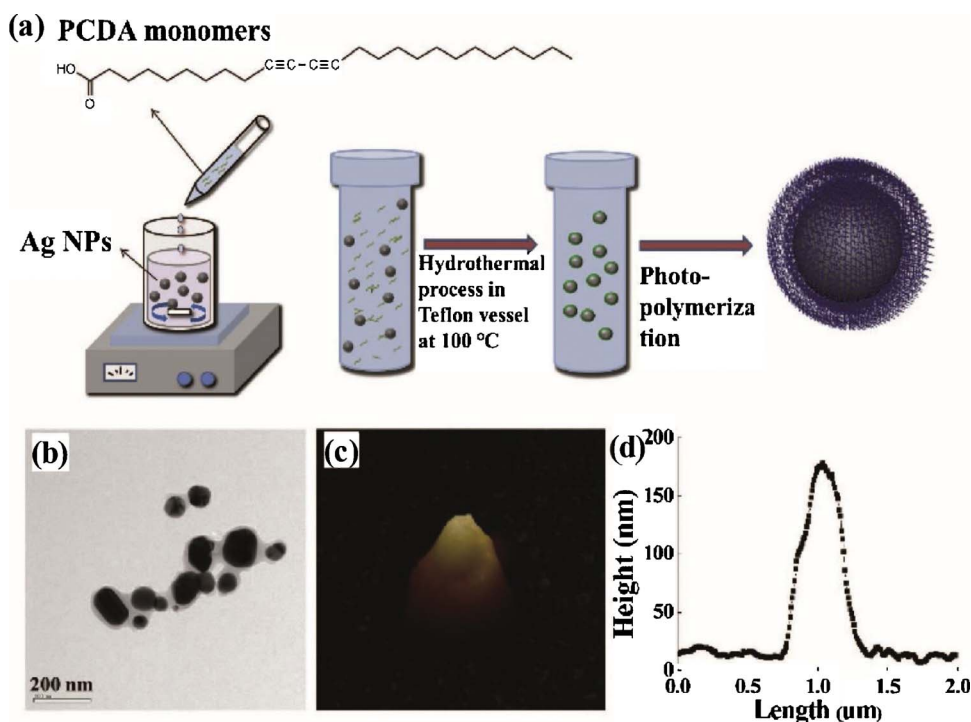 (a) PCDA monomers
HO
O
C≡C-C≡C
Ag NPs
Hydrothermal
process in
Teflon vessel
at 100 °C
Photo-
polymeriza
tion
(b)
200 nm
(c)
(d)
Height (nm)
200
150
100
50
0
0.0 0.5 1.0 1.5 2.0
Length (um)